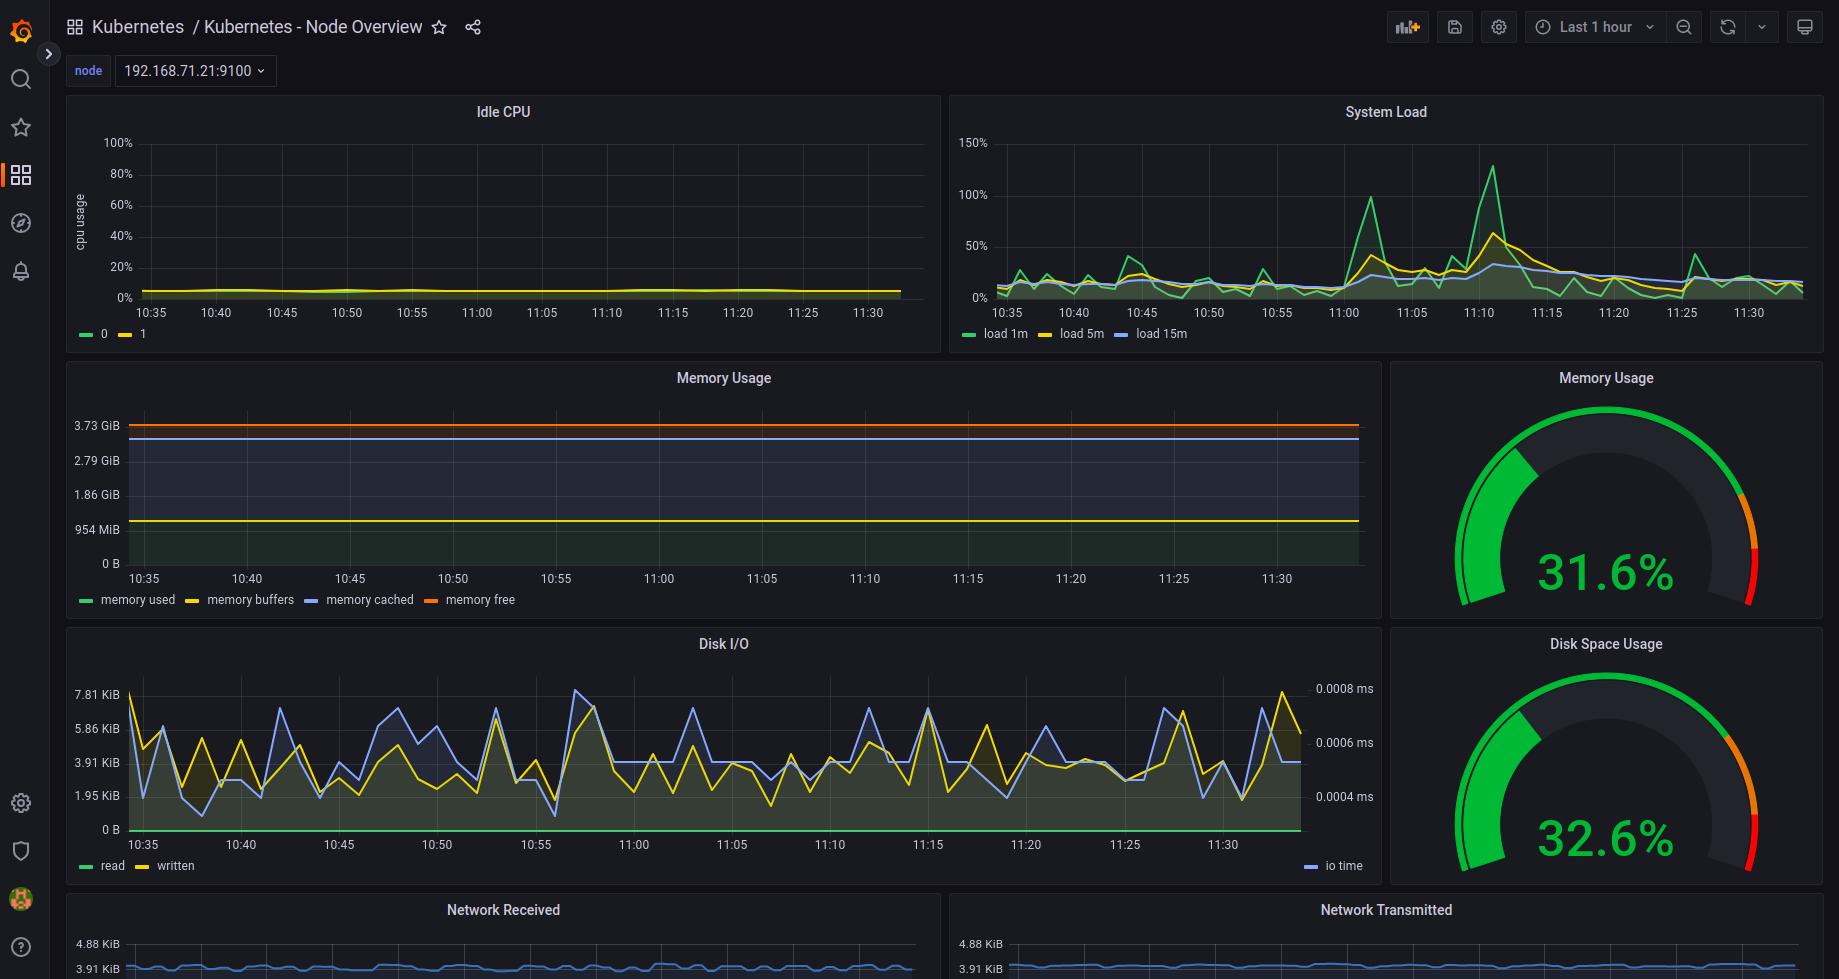 Kubernetes / Kubernetes - Node Overview
Last 1 hour
node 192.168.71.21:9100
Idle CPU
cpu usage
100%
80%
60%
40%
20%
0%
10:35 10:40 10:45 10:50 10:55 11:00 11:05 11:10 11:15 11:20 11:25 11:30
0 1
System Load
150%
100%
50%
0%
10:35 10:40 10:45 10:50 10:55 11:00 11:05 11:10 11:15 11:20 11:25 11:30
load 1m load 5m load 15m
Memory Usage
3.73 GiB
2.79 GiB
1.86 GiB
954 MiB
0 B
10:35 10:40 10:45 10:50 10:55 11:00 11:05 11:10 11:15 11:20 11:25 11:30
memory used memory buffers memory cached memory free
Memory Usage
31.6%
Disk I/O
7.81 KiB
5.86 KiB
3.91 KiB
1.95 KiB
0 B
0.0008 ms
0.0006 ms
0.0004 ms
10:35 10:40 10:45 10:50 10:55 11:00 11:05 11:10 11:15 11:20 11:25 11:30
read written io time
Disk Space Usage
32.6%
Network Received
4.88 KiB
3.91 KiB
Network Transmitted
4.88 KiB
3.91 KiB